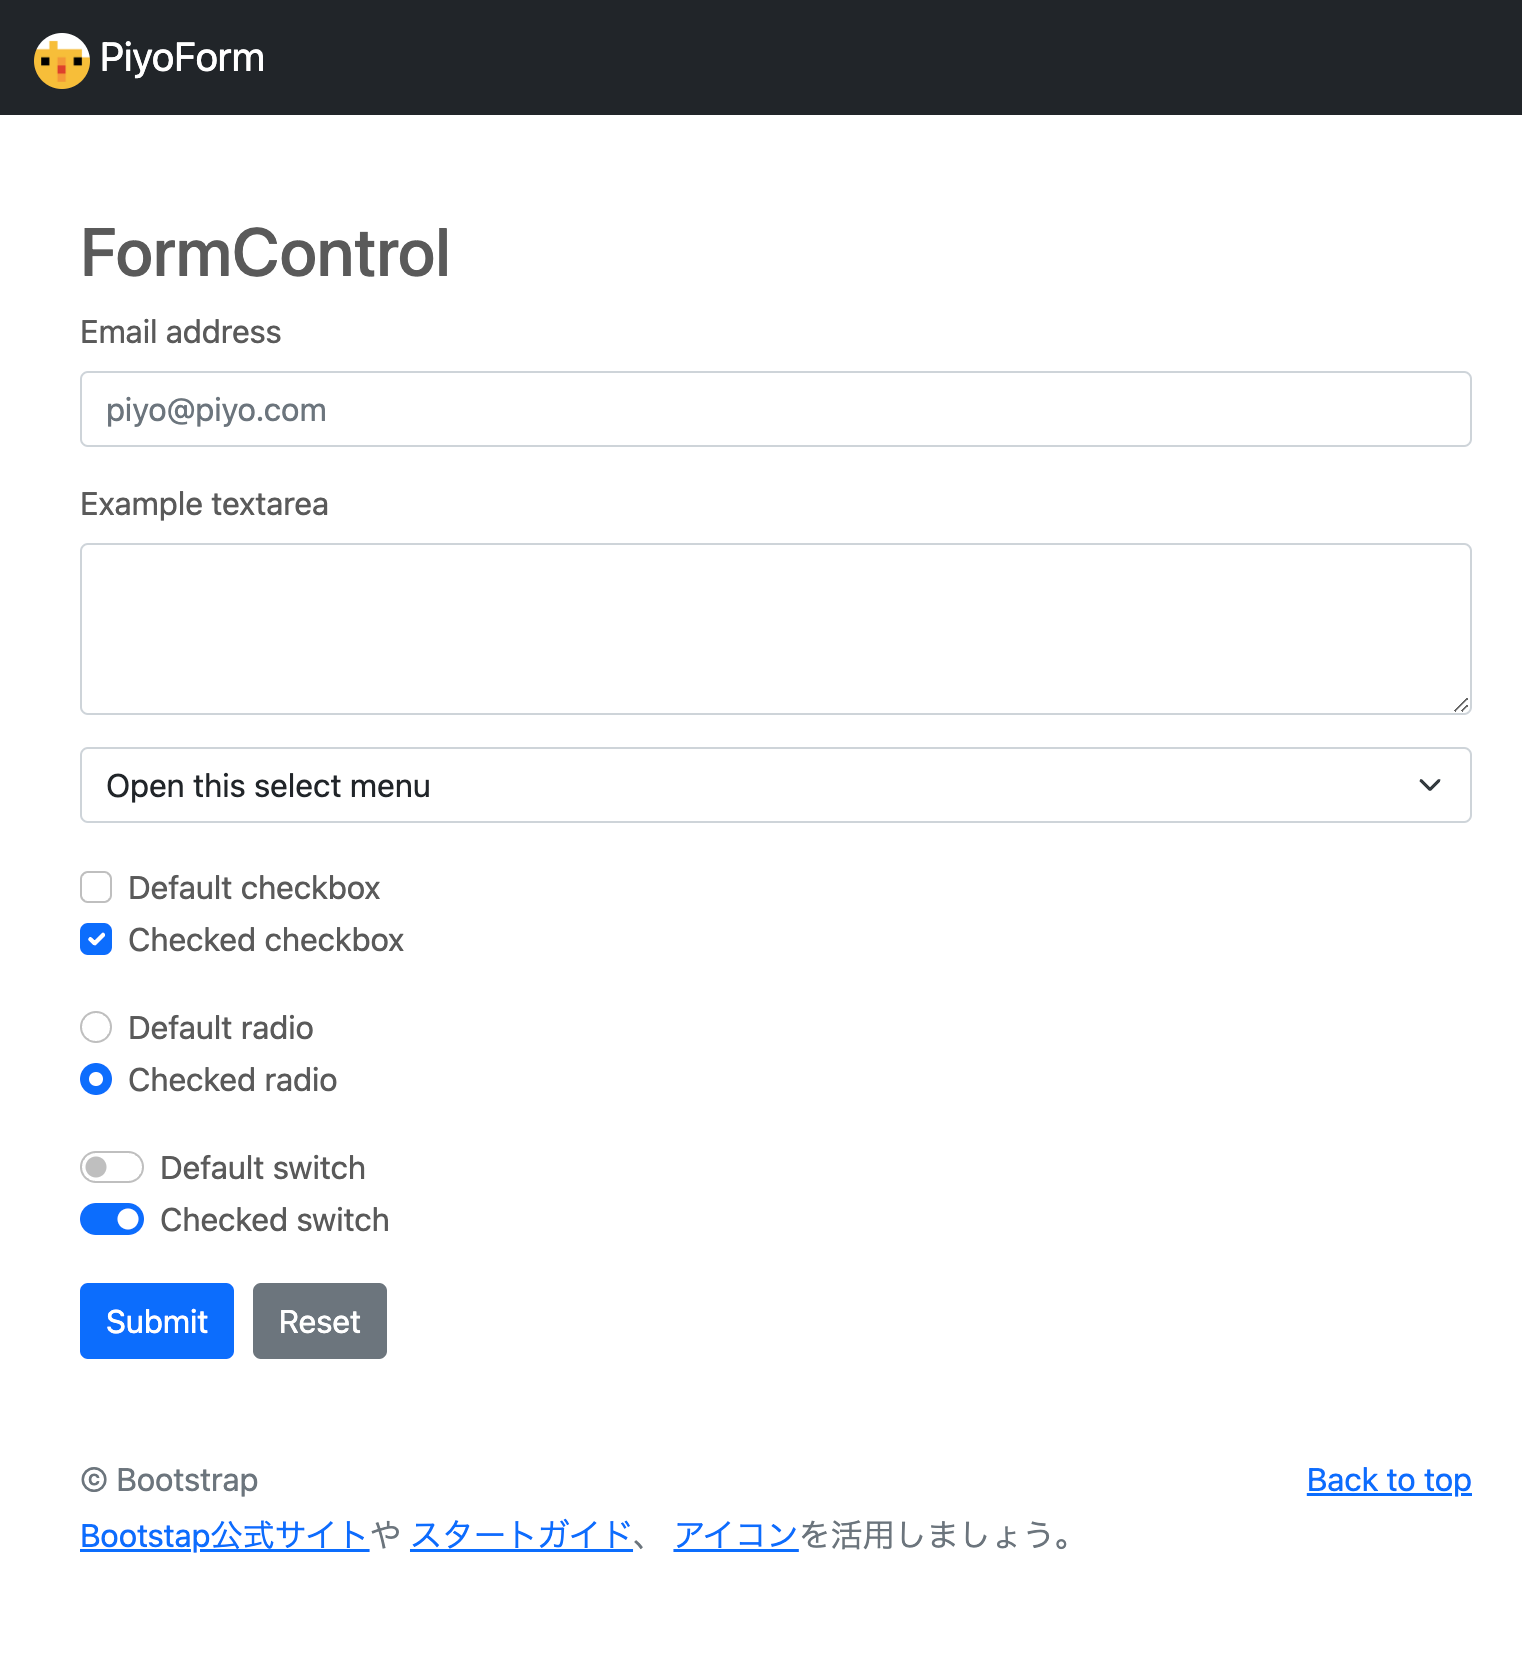 PiyoForm
FormControl
Email address
piyo@piyo.com
Example textarea
Open this select menu
Default checkbox
Checked checkbox
Default radio
Checked radio
Default switch
Checked switch
Submit Reset
© Bootstrap Back to top
Bootstap公式サイトや スタートガイド、 アイコンを活用しましょう。